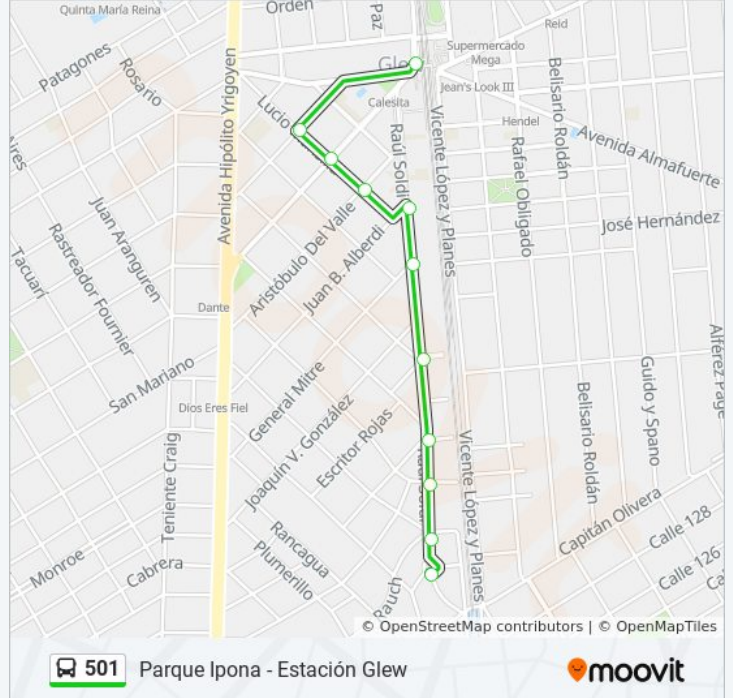 Quinta María Reina
Orden
Paz
Reid
Patagones
Rosario
Supermercado
Mega
Jean's Look III
Calesita
Hendel
Lucio
Belisario Roldán
Avenida Almafuerte
Avenida Hipólito Yrigoyen
Raúl Soldi
Vicente López y Planes
Rafael Obligado
José Hernández
Juan Aranguren
Rastreador Fournier
Tacuarí
Aristóbulo Del Valle
Juan B. Alberdi
Dante
San Mariano
General Mitre
Dios Eres Fiel
Joaquín V. González
Escritor Rojas
Teniente Craig
Belisario Roldán
Guido y Spano
Vicente López y Planes
Capitán Olivera
Calle 128
Calle 126
Rancagua
Plumerillo
Monroe
Cabrera
Rauch
© OpenStreetMap contributors | © OpenMapTiles
501 Parque Ipona - Estación Glew
moovit